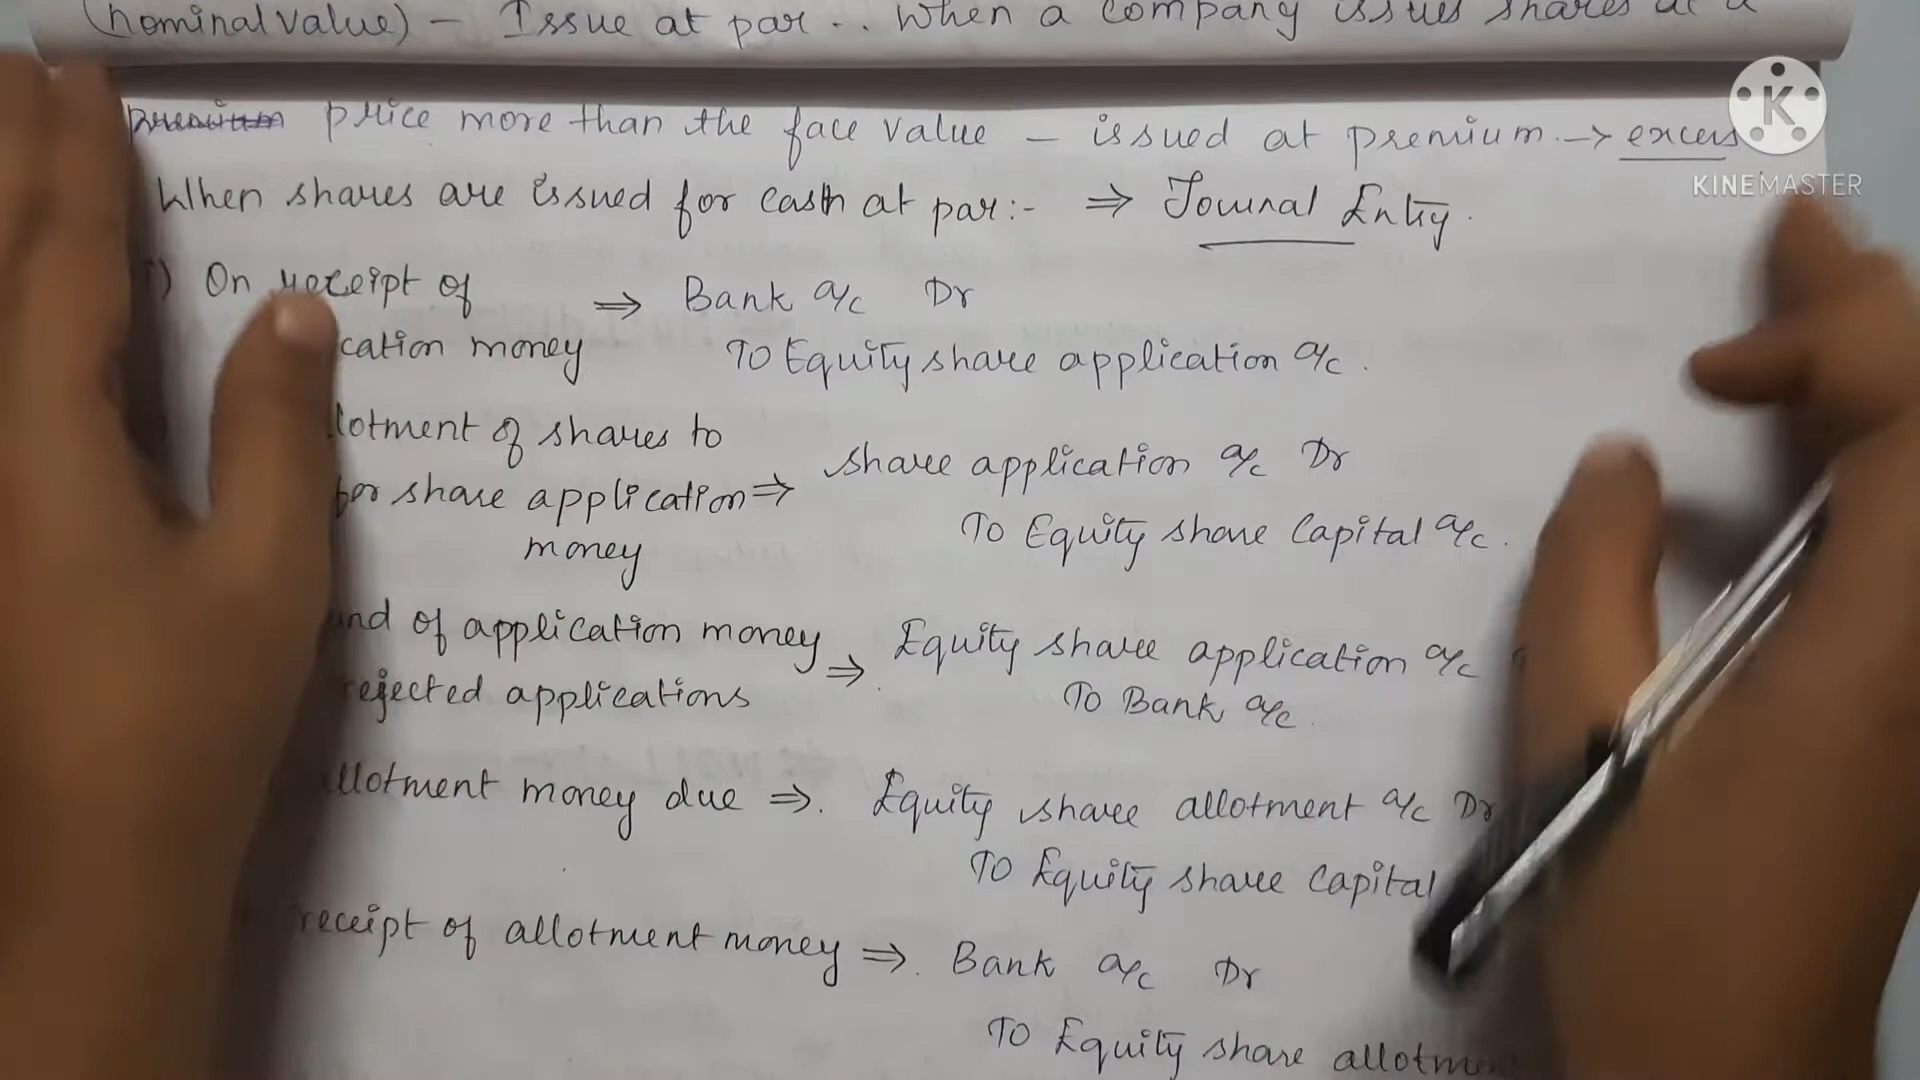 (nominal value) - Issue at par .. When a company issues shares at a
price more than the face value - issued at premium. → excess
When shares are issued for cash at par:- ⇒ Journal Entry.
) On receipt of ⇒ Bank a/c Dr
cation money To Equity share application a/c.
lotment of shares to
share application a/c Dr
for share application ⇒
To Equity share Capital a/c.
money
und of application money ⇒ Equity share application a/c
rejected applications To Bank a/c.
llotment money due ⇒. Equity share allotment a/c Dr
To Equity share Capital
receipt of allotment money ⇒. Bank a/c Dr
To Equity share allotm
K
KINEMASTER